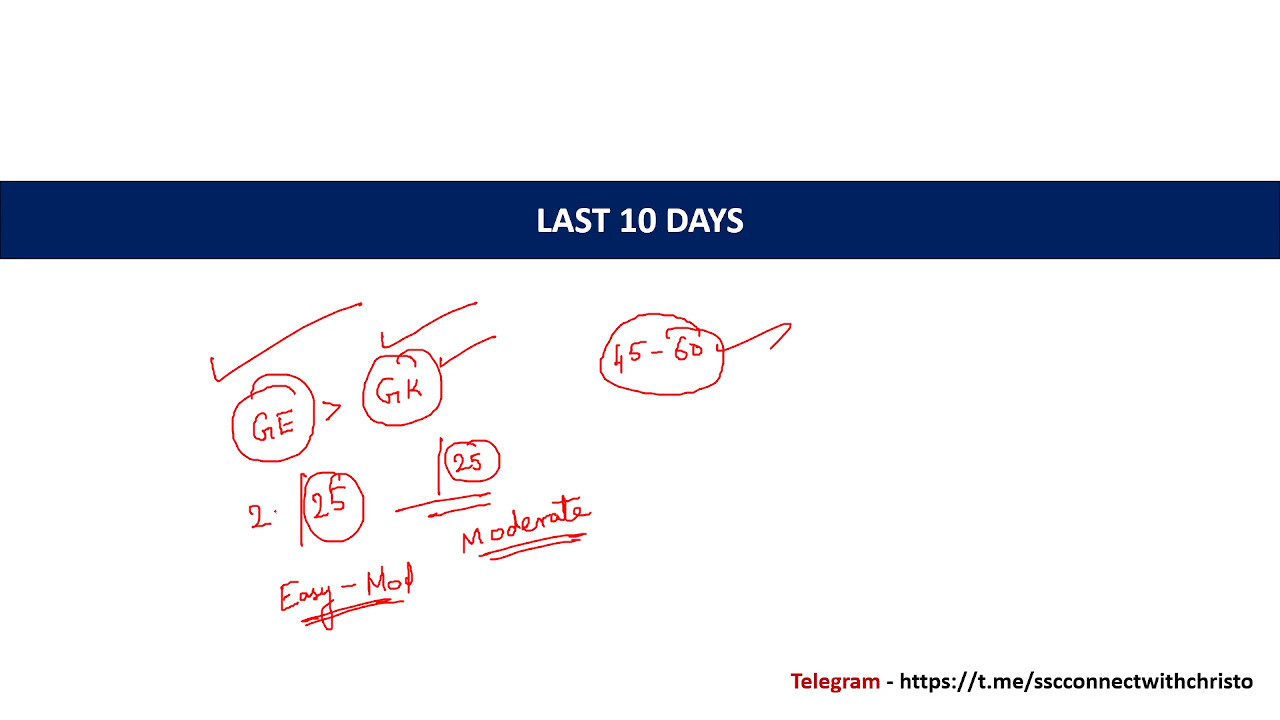 LAST 10 DAYS
GE > GK
45-60
2. 25
25
Moderate
Easy - Mod
Telegram - https://t.me/sscconnectwithchristo